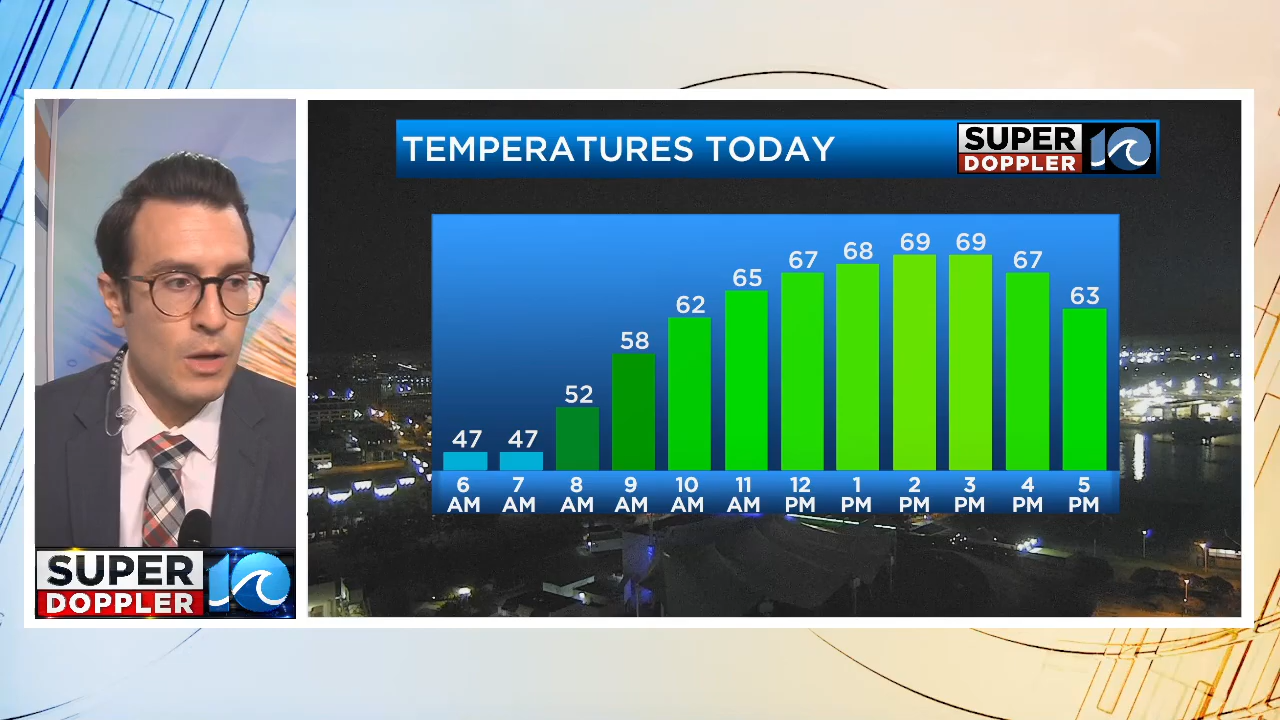 TEMPERATURES TODAY
SUPER
DOPPLER 10
47 47 52 58 62 65 67 68 69 69 67 63
6 7 8 9 10 11 12 1 2 3 4 5
AM AM AM AM AM AM PM PM PM PM PM PM
SUPER
DOPPLER 10